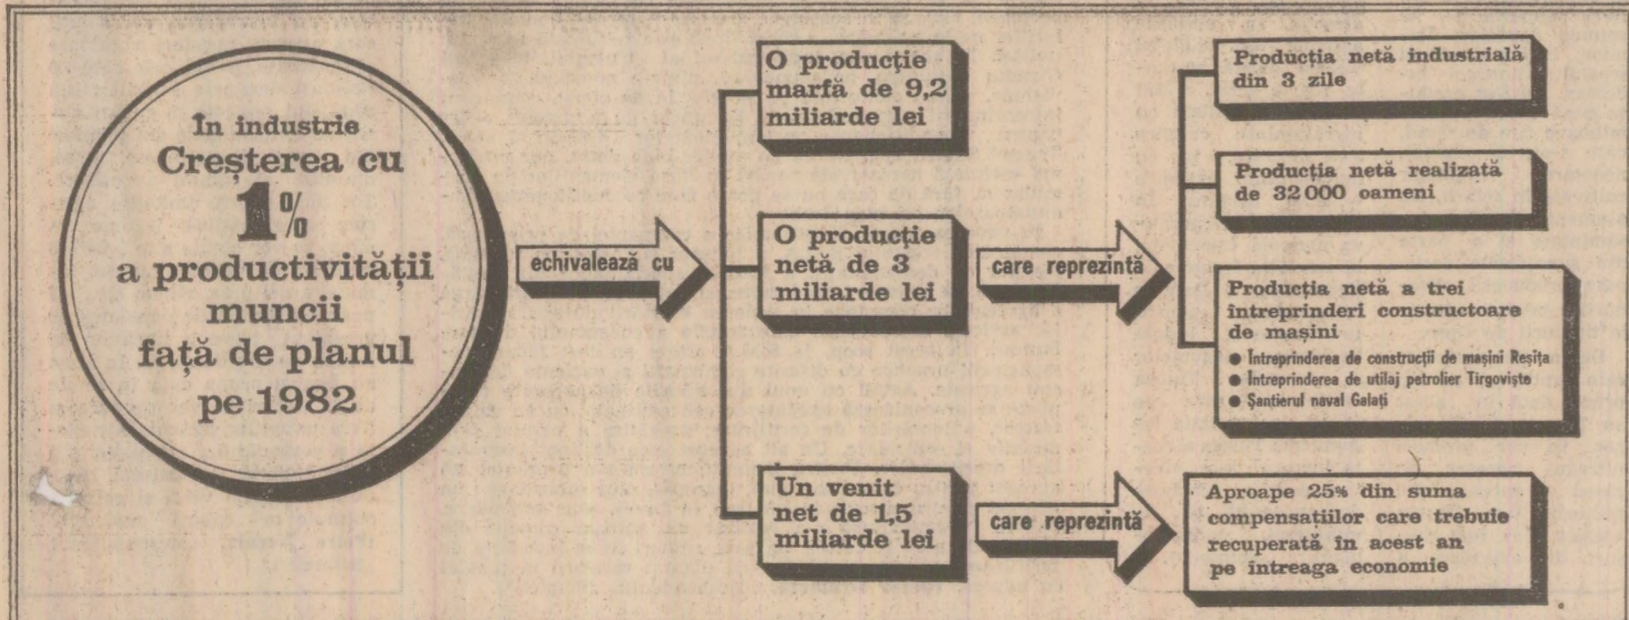 În industrie
Creșterea cu
1%
a productivității
muncii
față de planul
pe 1982
echivalează cu
O producție
marfă de 9,2
miliarde lei
O producție
netă de 3
miliarde lei
care reprezintă
Producția netă industrială
din 3 zile
Producția netă realizată
de 32 000 oameni
Producția netă a trei
întreprinderi constructoare
de mașini
● Întreprinderea de construcții de mașini Reșița
● Întreprinderea de utilaj petrolier Tîrgoviște
● Șantierul naval Galați
Un venit
net de 1,5
miliarde lei
care reprezintă
Aproape 25% din suma
compensațiilor care trebuie
recuperată în acest an
pe întreaga economie